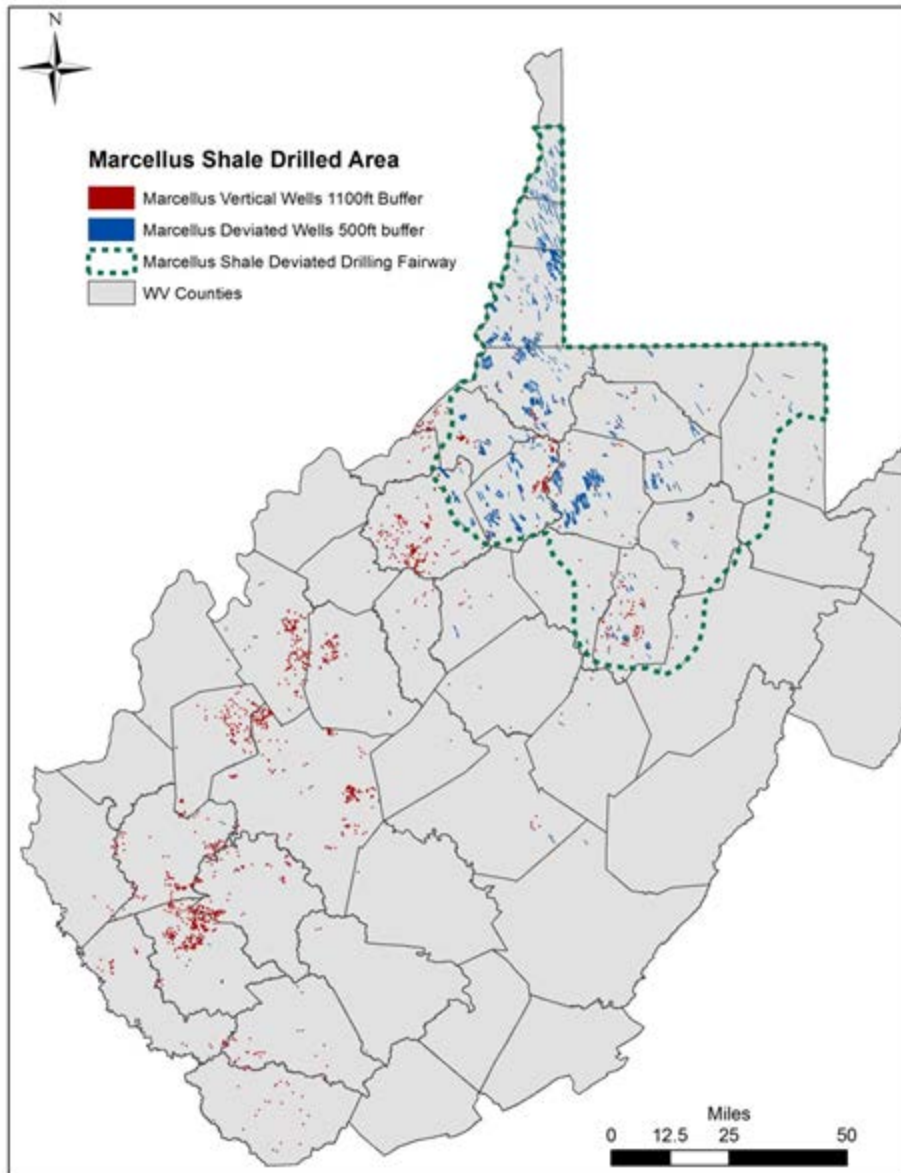 N
Marcellus Shale Drilled Area
Marcellus Vertical Wells 1100ft Buffer
Marcellus Deviated Wells 500ft buffer
Marcellus Shale Deviated Drilling Fairway
WV Counties
Miles
0 12.5 25 50